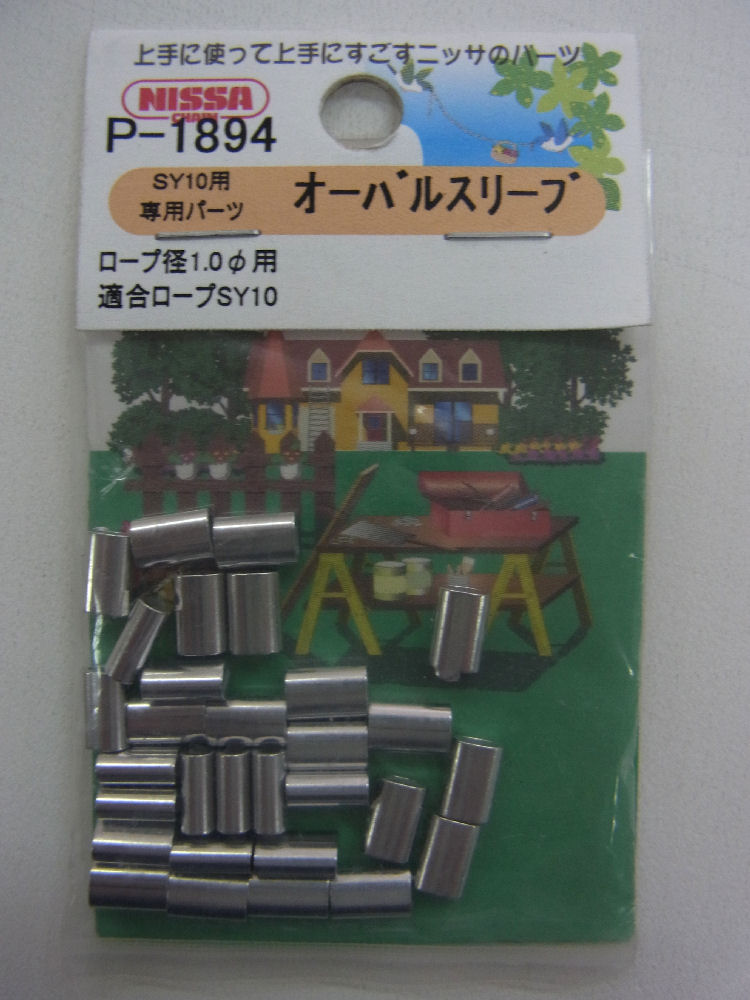 上手に使って上手にすごすニッサのパーツ
NISSA
CHAIN
P-1894
SY10用
専用パーツ
オーバルスリーブ
ロープ径1.0φ用
適合ロープSY10